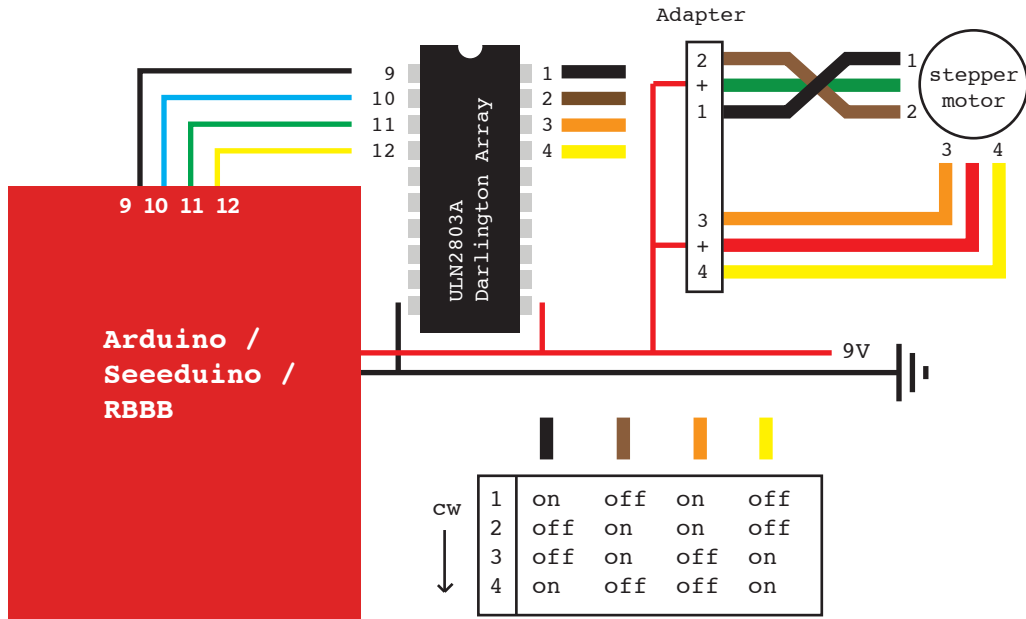 Adapter
9 1
10 2
11 3
12 4
ULN2803A
Darlington Array
2
+
1
3
+
4
1
2
stepper
motor
3 4
9 10 11 12
Arduino /
Seeeduino /
RBBB
9V
cw
1 on off on off
2 off on on off
3 off on off on
4 on off off on